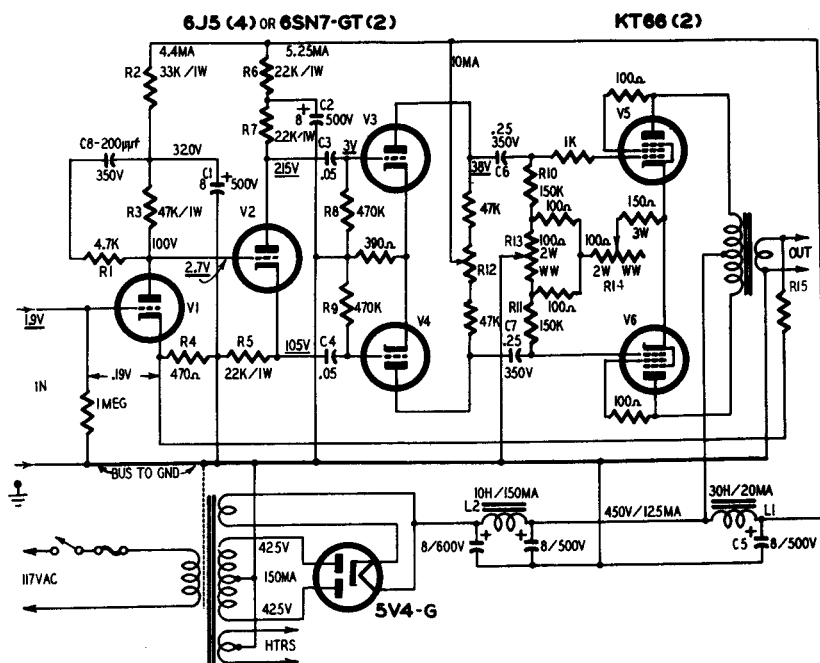 6J5 (4) OR 6SN7-GT (2)
KT66 (2)
4.4MA
R2
33K / 1W
5.25MA
R6
22K / 1W
10MA
C2
8
500V
R7
22K / 1W
V3
100Ω
V5
C8-200µµf
350V
320V
C1
8
500V
C3
.05
3V
215V
.25
350V
C6
38V
1K
R3
47K / 1W
V2
R8
470K
47K
R10
150K
100Ω
150Ω
3W
4.7K
R1
100V
2.7V
390Ω
R12
R13
100Ω
2W
WW
100Ω
2W
WW
R14
OUT
R15
V1
R9
470K
V4
47K
R11
150K
100Ω
V6
1.9V
R4
470Ω
R5
22K / 1W
105V
C4
.05
C7
.25
350V
IN
.19V
1 MEG
100Ω
BUS TO GND
L2
10H/150MA
450V/125MA
30H/20MA
L1
8/600V
8/500V
C5
8/500V
117VAC
425V
150MA
425V
5V4-G
HTRS